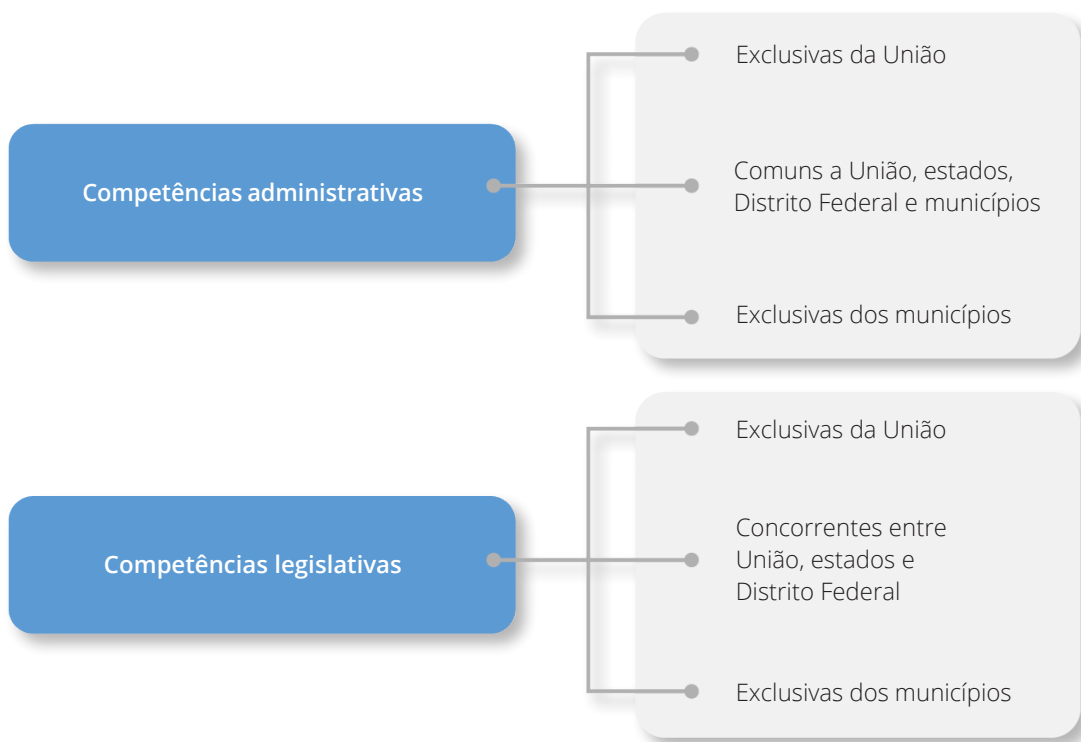 Competências administrativas
Exclusivas da União
Comuns a União, estados,
Distrito Federal e municípios
Exclusivas dos municípios
Competências legislativas
Exclusivas da União
Concorrentes entre
União, estados e
Distrito Federal
Exclusivas dos municípios